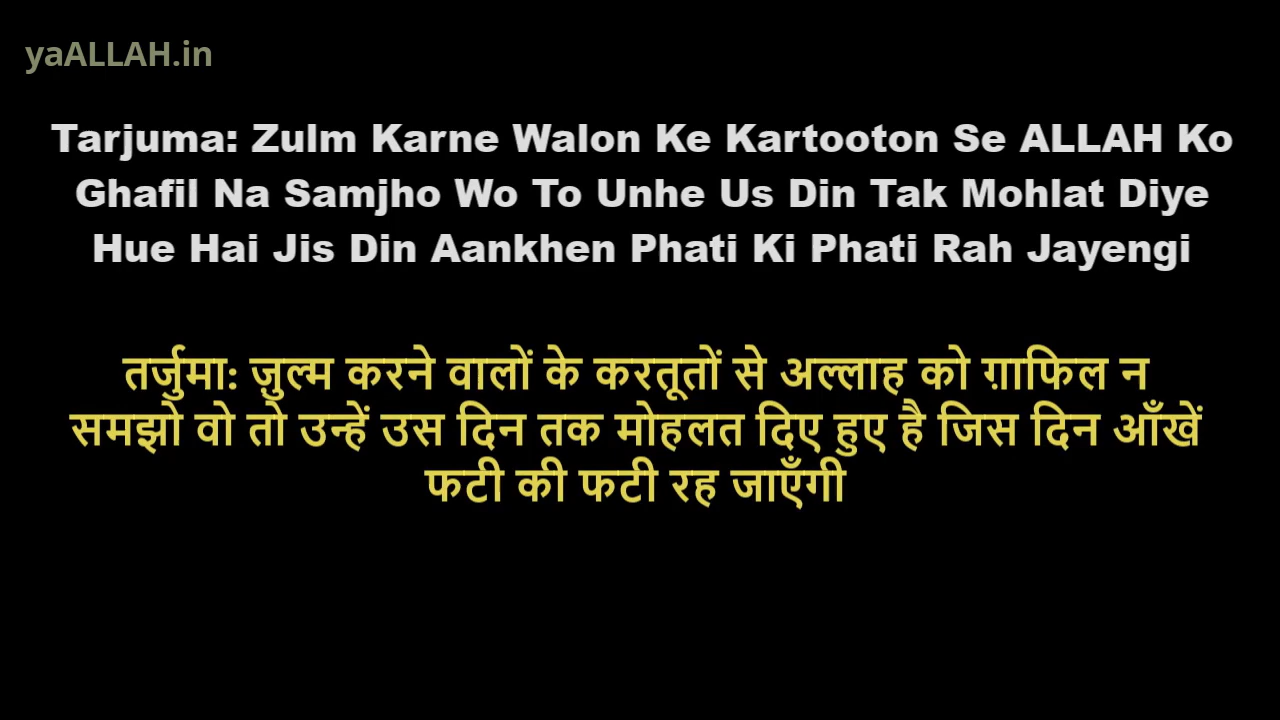 yaALLAH.in
Tarjuma: Zulm Karne Walon Ke Kartooton Se ALLAH Ko
Ghafil Na Samjho Wo To Unhe Us Din Tak Mohlat Diye
Hue Hai Jis Din Aankhen Phati Ki Phati Rah Jayengi
तर्जुमा: ज़ुल्म करने वालों के करतूतों से अल्लाह को ग़ाफिल न
समझो वो तो उन्हें उस दिन तक मोहलत दिए हुए है जिस दिन आँखें
फटी की फटी रह जाएँगी